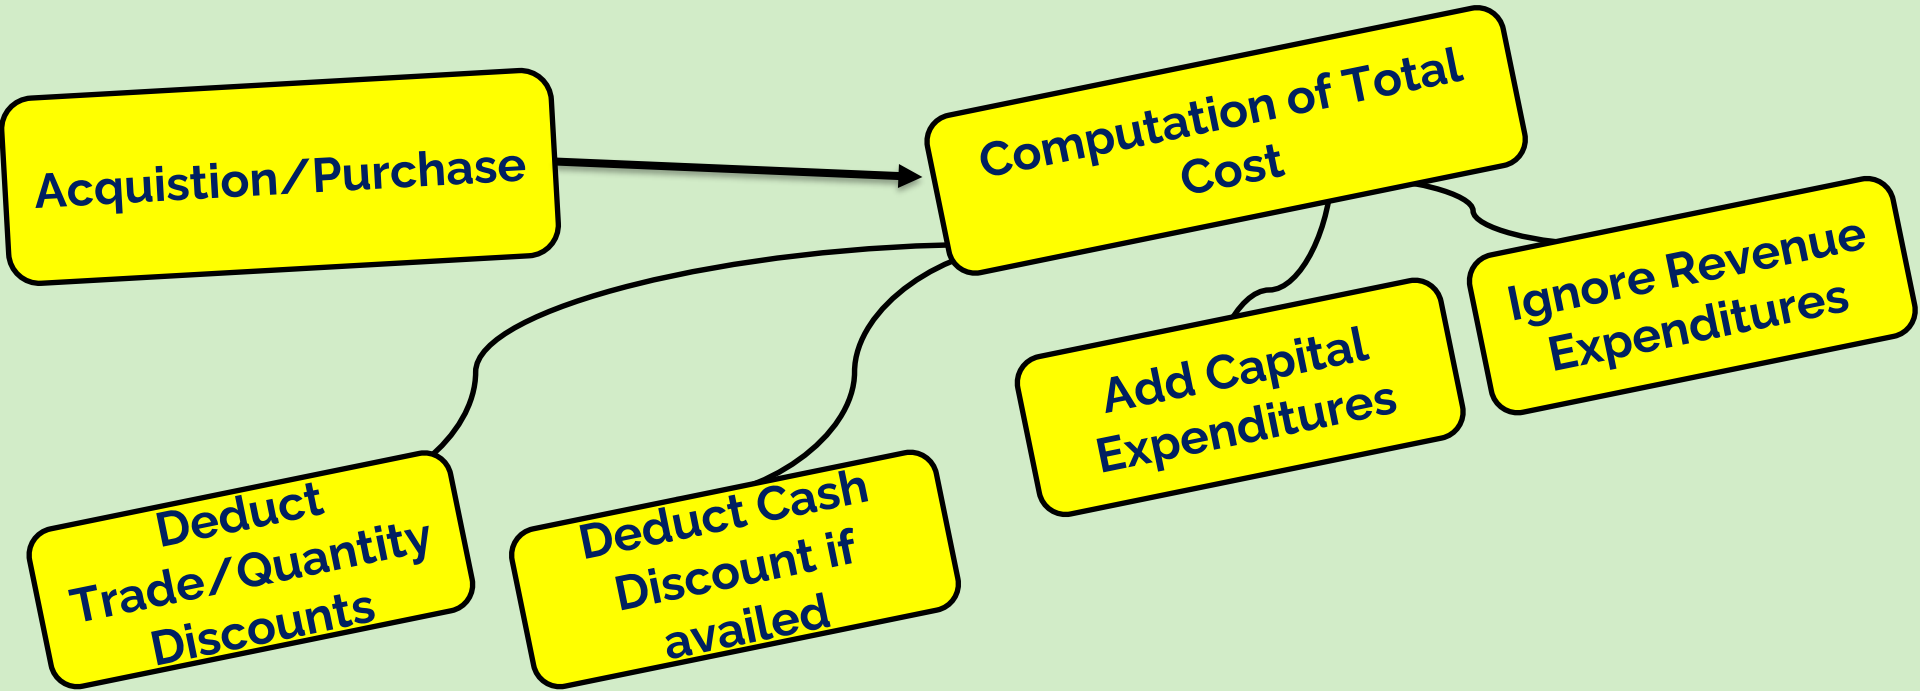 Acquistion/Purchase
Computation of Total
Cost
Deduct
Trade/Quantity
Discounts
Deduct Cash
Discount if
availed
Add Capital
Expenditures
Ignore Revenue
Expenditures